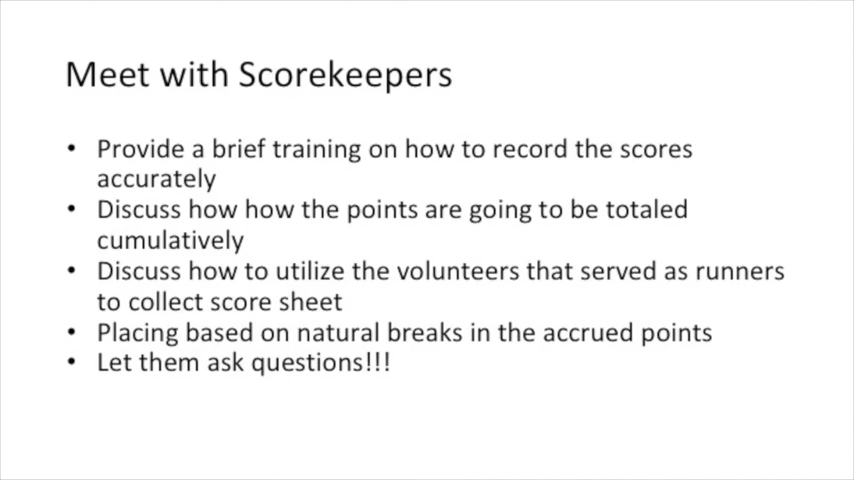 Meet with Scorekeepers
• Provide a brief training on how to record the scores
accurately
• Discuss how how the points are going to be totaled
cumulatively
• Discuss how to utilize the volunteers that served as runners
to collect score sheet
• Placing based on natural breaks in the accrued points
• Let them ask questions!!!